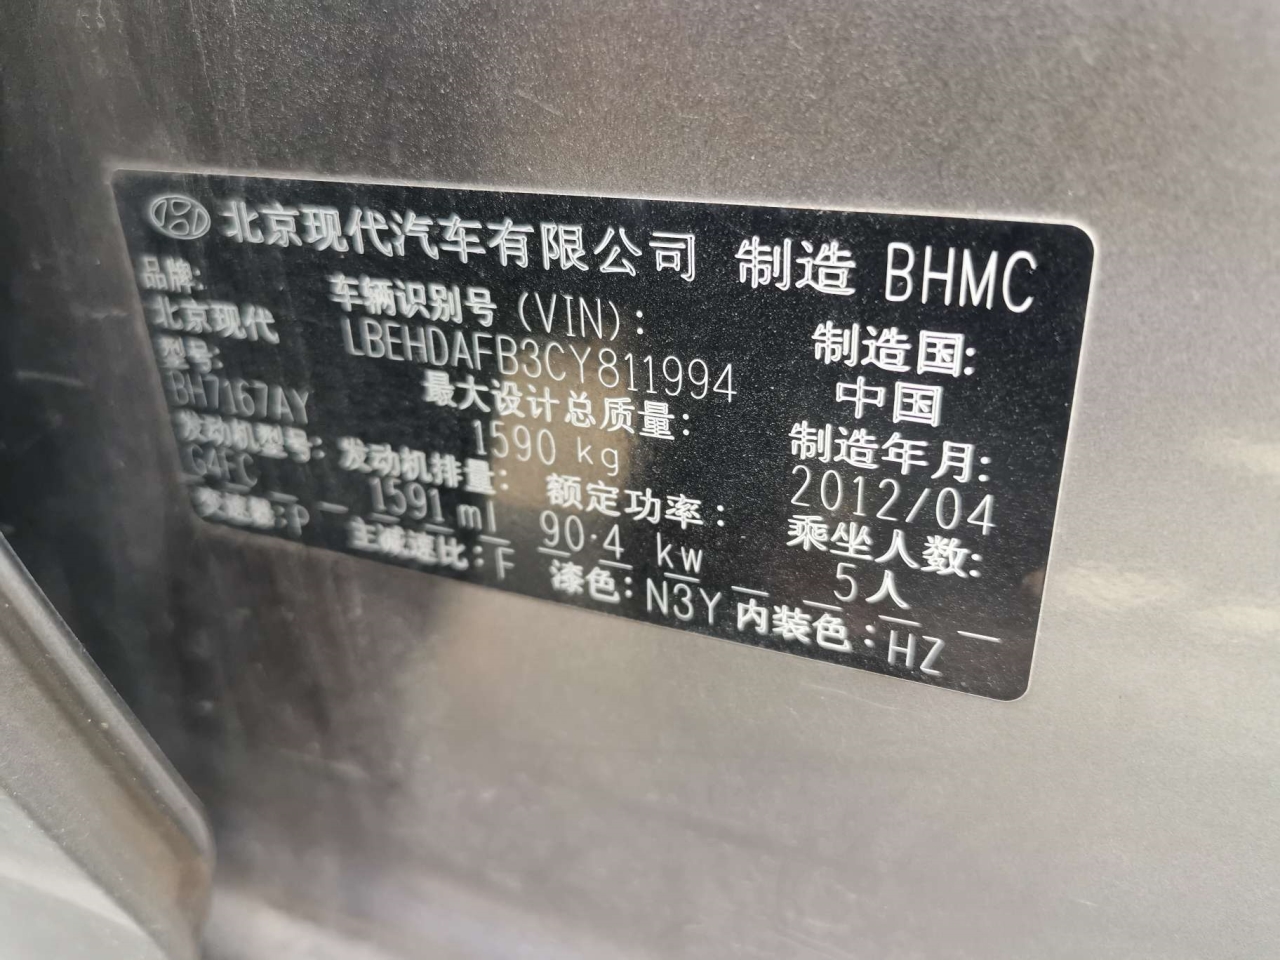 北京现代汽车有限公司 制造 BHMC
品牌: 车辆识别号 (VIN): 制造国:
北京现代 LBEHDAFB3CY811994 中国
型号: 最大设计总质量: 制造年月:
BH7167AY 1590 kg 2012/04
发动机型号: 发动机排量: 额定功率: 乘坐人数:
G4FC 1591 ml 90.4 kw 5人
变速器:P 主减速比:F 漆色:N3Y 内装色:HZ